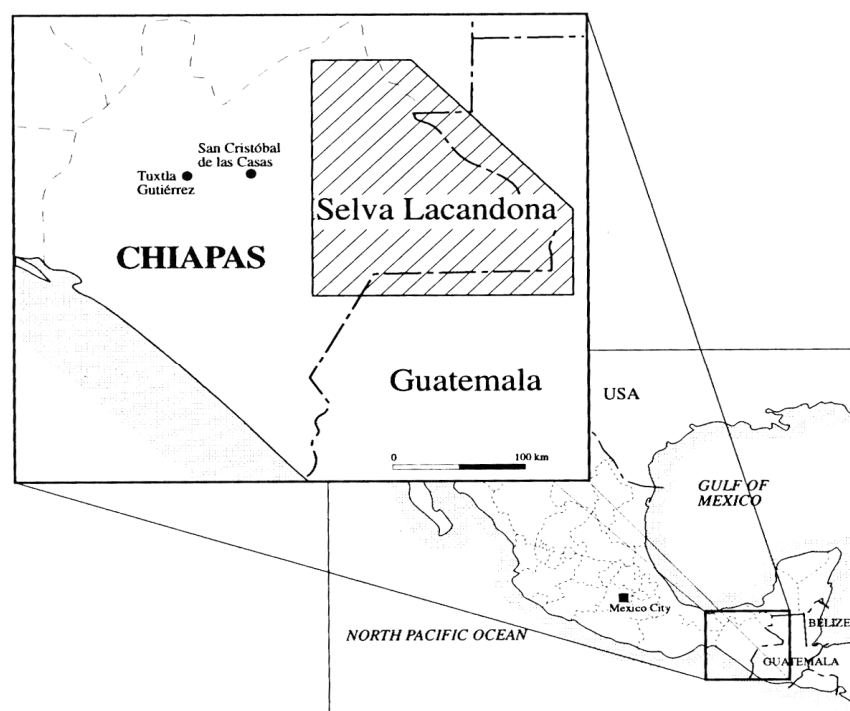 San Cristóbal
de las Casas
Tuxtla
Gutiérrez
Selva Lacandona
CHIAPAS
Guatemala
0
100 km
USA
GULF OF
MEXICO
Mexico City
NORTH PACIFIC OCEAN
BELIZE
GUATEMALA